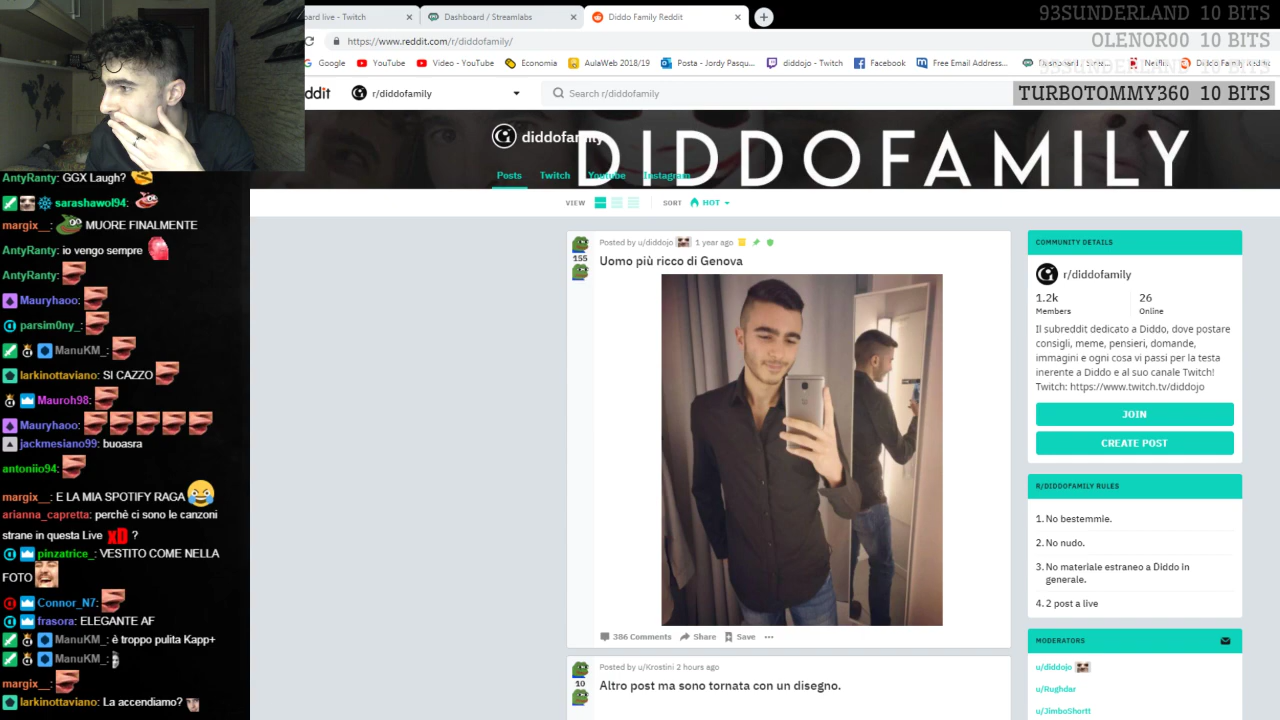 93SUNDERLAND 10 BITS
OLENOR00 10 BITS
TURBOTOMMY360 10 BITS
Dashboard / Streamlabs
Diddo Family Reddit
https://www.reddit.com/r/diddofamily/
Google
YouTube
Video - YouTube
Economia
AulaWeb 2018/19
Posta - Jordy Pasqu...
diddojo - Twitch
Facebook
Free Email Address...
r/diddofamily
Search r/diddofamily
diddofamily
DIDDOFAMILY
Posts
Twitch
Youtube
Instagram
VIEW
SORT
HOT
AntyRanty: GGX Laugh?
sarashawol94:
margix__: MUORE FINALMENTE
AntyRanty: io vengo sempre
AntyRanty:
Mauryhaoo:
parsim0ny_:
ManuKM_:
larkinottaviano: SI CAZZO
Mauroh98:
Mauryhaoo:
jackmesiano99: buoasra
antoniio94:
margix__: E LA MIA SPOTIFY RAGA
arianna_capretta: perchè ci sono le canzoni
strane in questa Live xD ?
pinzatrice_: VESTITO COME NELLA
FOTO
Connor_N7:
frasora: ELEGANTE AF
ManuKM_: è troppo pulita Kapp+
ManuKM_:
margix__:
larkinottaviano: La accendiamo?
Posted by u/diddojo 1 year ago
155
Uomo più ricco di Genova
386 Comments
Share
Save
Posted by u/Krostini 2 hours ago
10
Altro post ma sono tornata con un disegno.
COMMUNITY DETAILS
r/diddofamily
1.2k
Members
26
Online
Il subreddit dedicato a Diddo, dove postare
consigli, meme, pensieri, domande,
immagini e ogni cosa vi passi per la testa
inerente a Diddo e al suo canale Twitch!
Twitch: https://www.twitch.tv/diddojo
JOIN
CREATE POST
R/DIDDOFAMILY RULES
1. No bestemmie.
2. No nudo.
3. No materiale estraneo a Diddo in
generale.
4. 2 post a live
MODERATORS
u/diddojo
u/Rughdar
u/JimboShortt